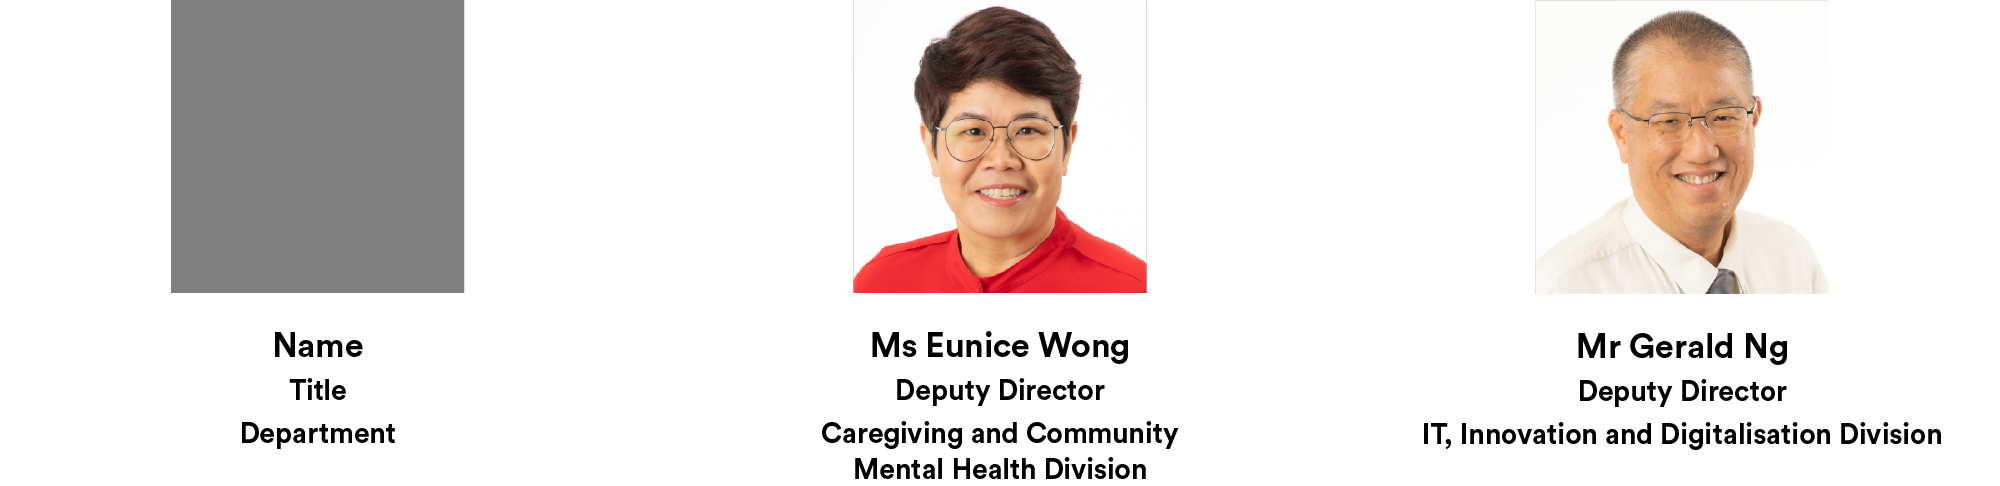 Name
Title
Department
Ms Eunice Wong
Deputy Director
Caregiving and Community
Mental Health Division
Mr Gerald Ng
Deputy Director
IT, Innovation and Digitalisation Division